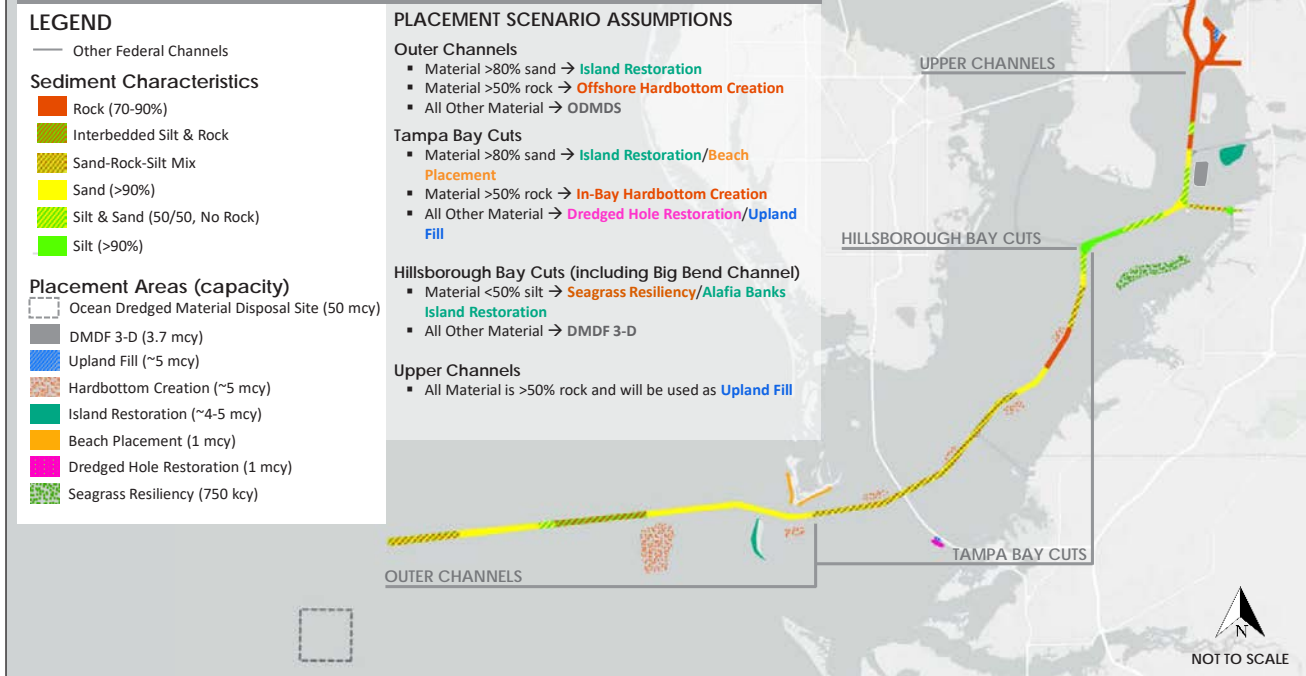 LEGEND
Other Federal Channels
Sediment Characteristics
Rock (70-90%)
Interbedded Silt & Rock
Sand-Rock-Silt Mix
Sand (>90%)
Silt & Sand (50/50, No Rock)
Silt (>90%)
Placement Areas (capacity)
Ocean Dredged Material Disposal Site (50 mcy)
DMDF 3-D (3.7 mcy)
Upland Fill (~5 mcy)
Hardbottom Creation (~5 mcy)
Island Restoration (~4-5 mcy)
Beach Placement (1 mcy)
Dredged Hole Restoration (1 mcy)
Seagrass Resiliency (750 kcy)
PLACEMENT SCENARIO ASSUMPTIONS
Outer Channels
▪ Material >80% sand → Island Restoration
▪ Material >50% rock → Offshore Hardbottom Creation
▪ All Other Material → ODMDS
Tampa Bay Cuts
▪ Material >80% sand → Island Restoration/Beach
Placement
▪ Material >50% rock → In-Bay Hardbottom Creation
▪ All Other Material → Dredged Hole Restoration/Upland
Fill
Hillsborough Bay Cuts (including Big Bend Channel)
▪ Material <50% silt → Seagrass Resiliency/Alafia Banks
Island Restoration
▪ All Other Material → DMDF 3-D
Upper Channels
▪ All Material is >50% rock and will be used as Upland Fill
UPPER CHANNELS
HILLSBOROUGH BAY CUTS
TAMPA BAY CUTS
OUTER CHANNELS
N
NOT TO SCALE